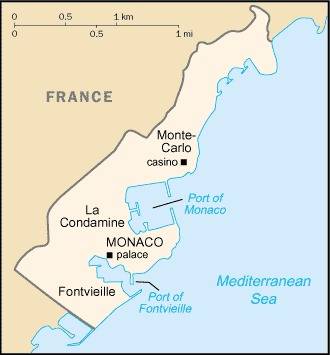 0 0.5 1 km
0 0.5 1 mi
FRANCE
Monte-
Carlo
casino
Port of
Monaco
La
Condamine
MONACO
palace
Fontvieille
Port of
Fontvieille
Mediterranean
Sea